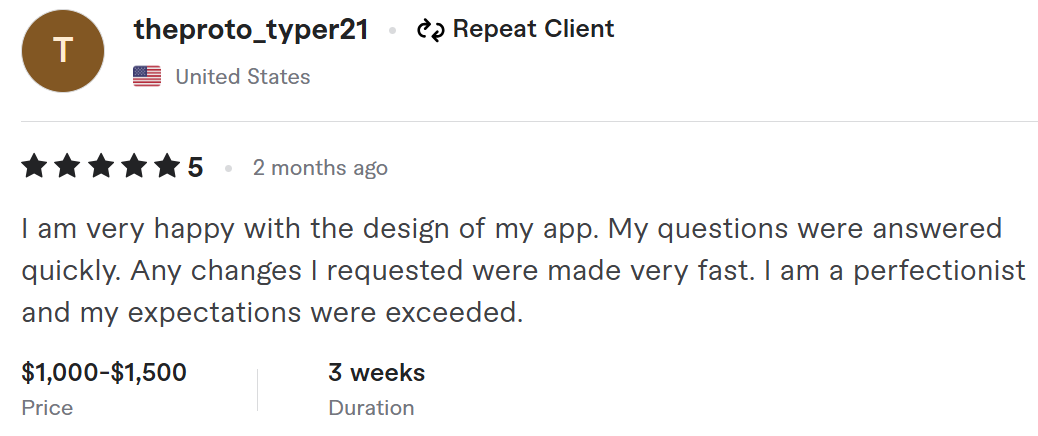 T
theproto_typer21 • Repeat Client
United States
5 • 2 months ago
I am very happy with the design of my app. My questions were answered
quickly. Any changes I requested were made very fast. I am a perfectionist
and my expectations were exceeded.
$1,000-$1,500
Price
3 weeks
Duration